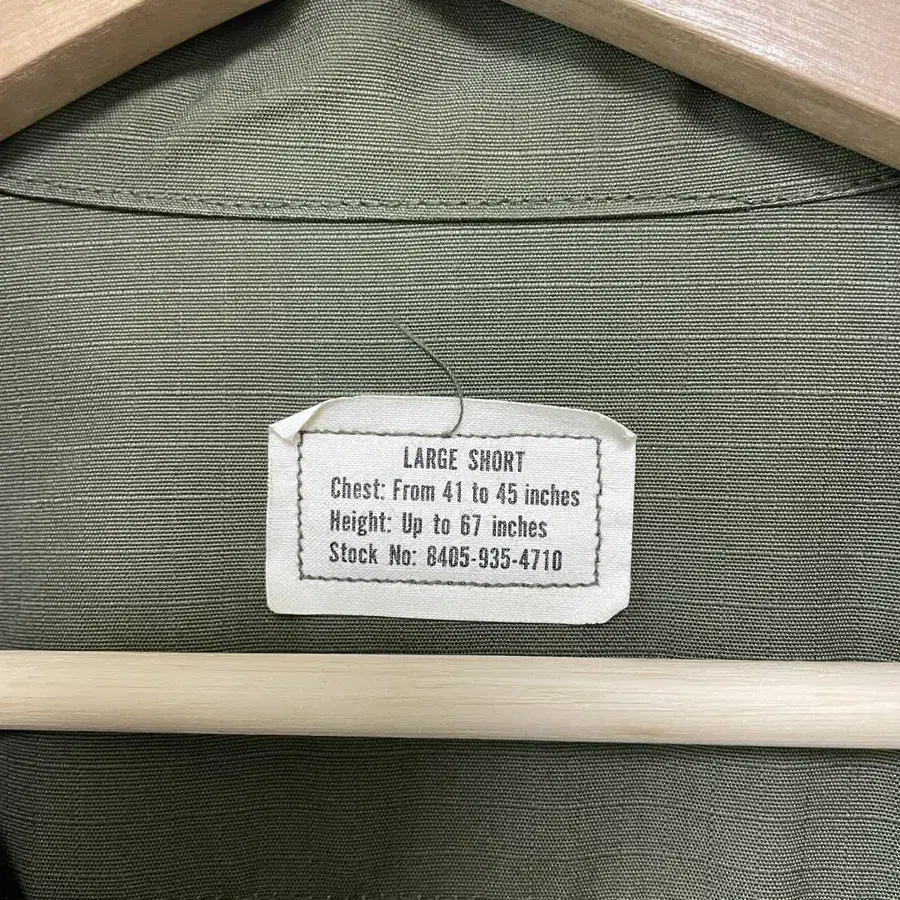 LARGE SHORT
Chest: From 41 to 45 inches
Height: Up to 67 inches
Stock No: 8405-935-4710